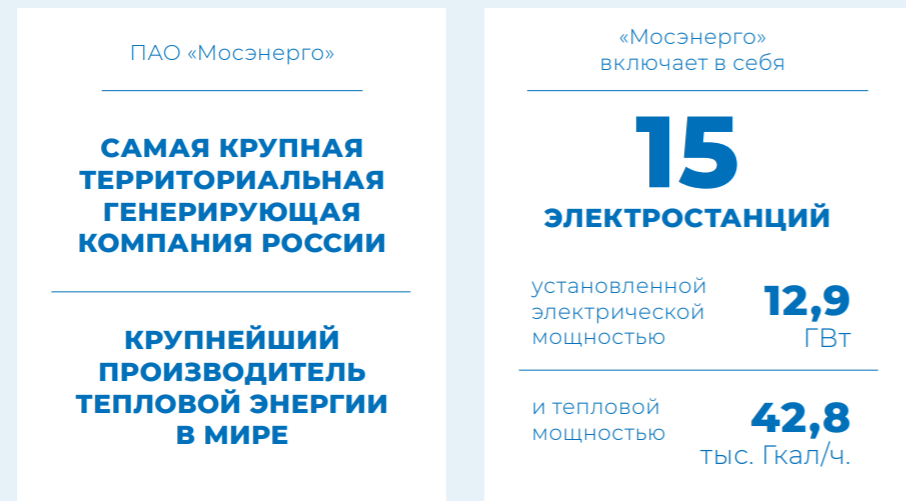 ПАО «Мосэнерго»
САМАЯ КРУПНАЯ
ТЕРРИТОРИАЛЬНАЯ
ГЕНЕРИРУЮЩАЯ
КОМПАНИЯ РОССИИ
КРУПНЕЙШИЙ
ПРОИЗВОДИТЕЛЬ
ТЕПЛОВОЙ ЭНЕРГИИ
В МИРЕ
«Мосэнерго»
включает в себя
15
ЭЛЕКТРОСТАНЦИЙ
установленной
электрической
мощностью
12,9
ГВт
и тепловой
мощностью
42,8
тыс. Гкал/ч.